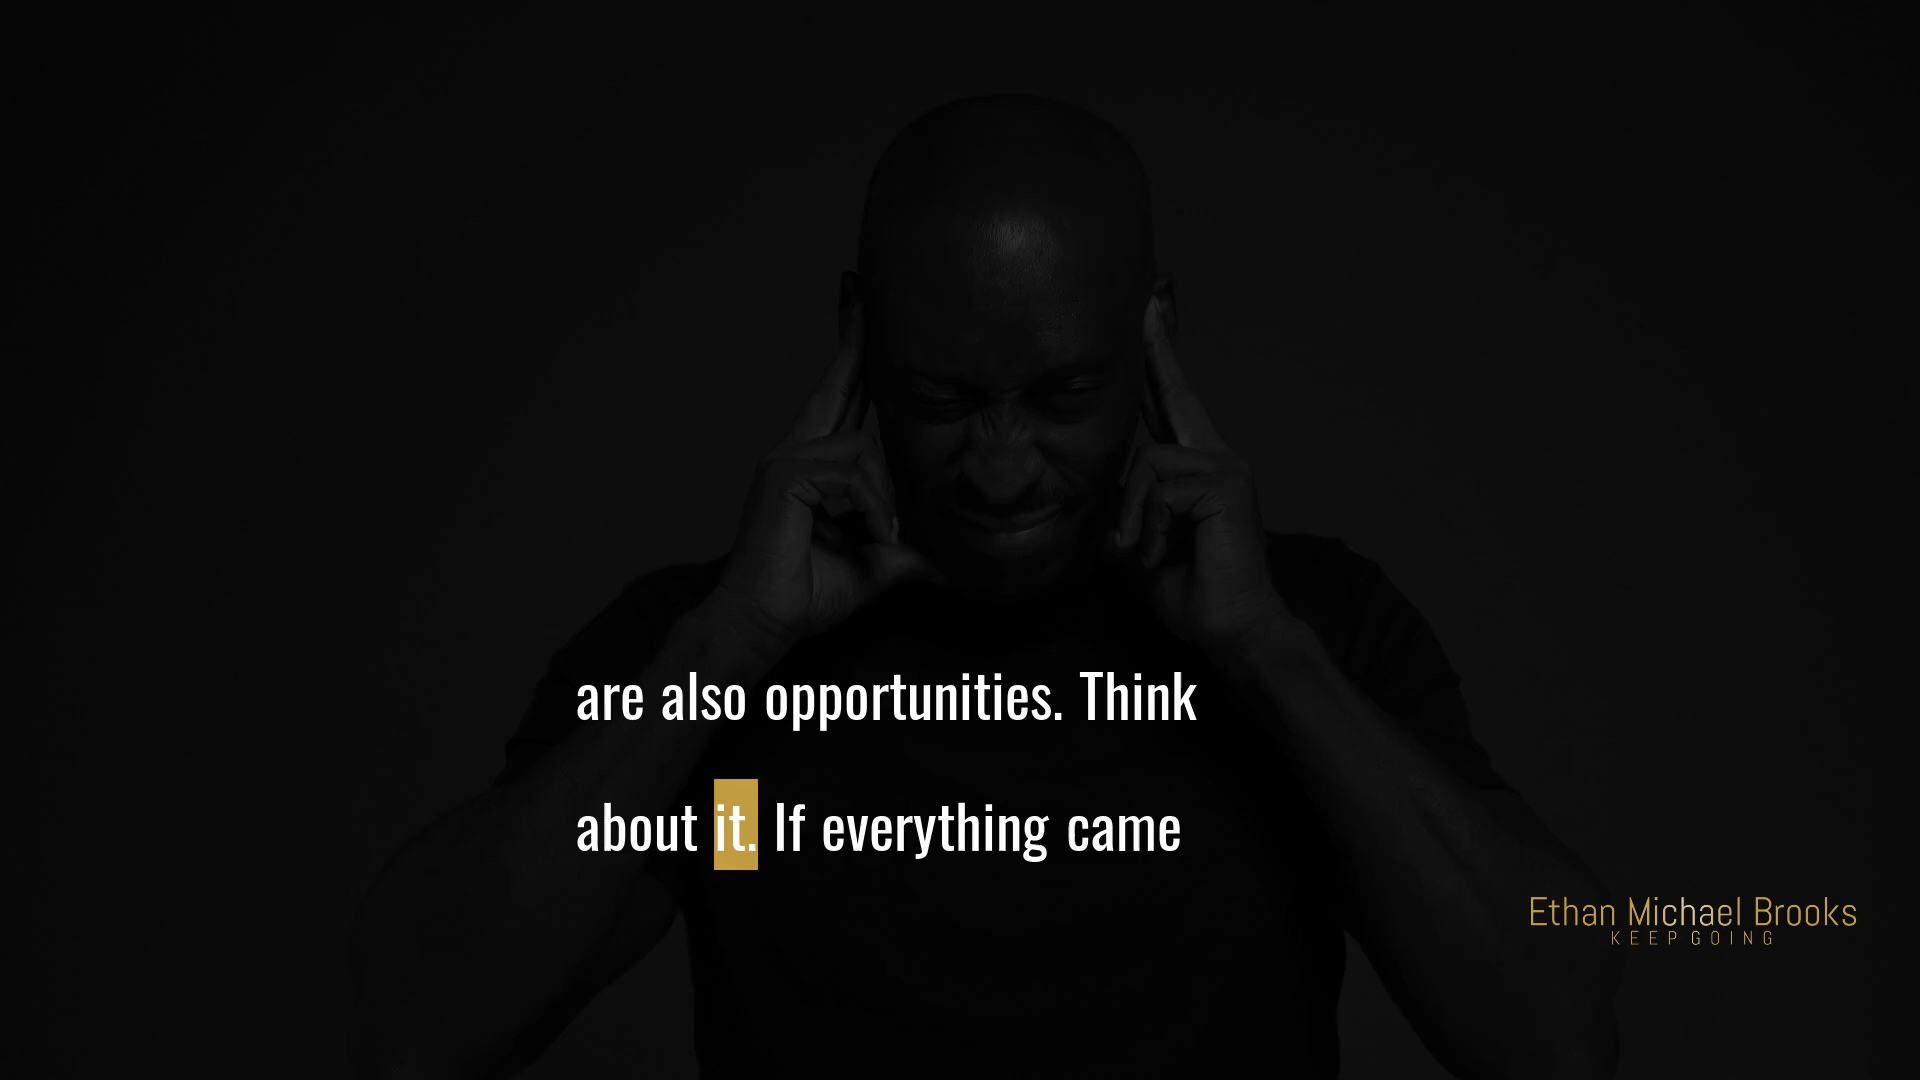 are also opportunities. Think
about it. If everything came
Ethan Michael Brooks
KEEP GOING